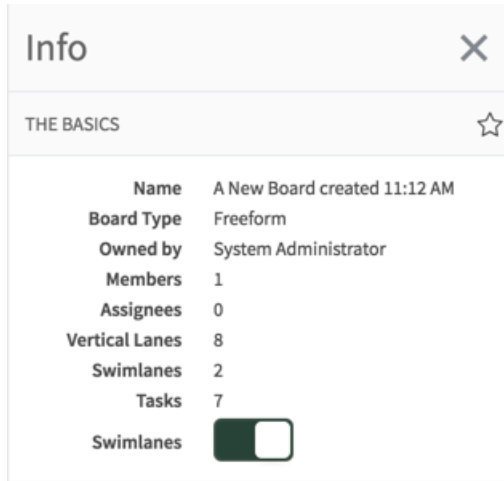 Info
THE BASICS
Name A New Board created 11:12 AM
Board Type Freeform
Owned by System Administrator
Members 1
Assignees 0
Vertical Lanes 8
Swimlanes 2
Tasks 7
Swimlanes